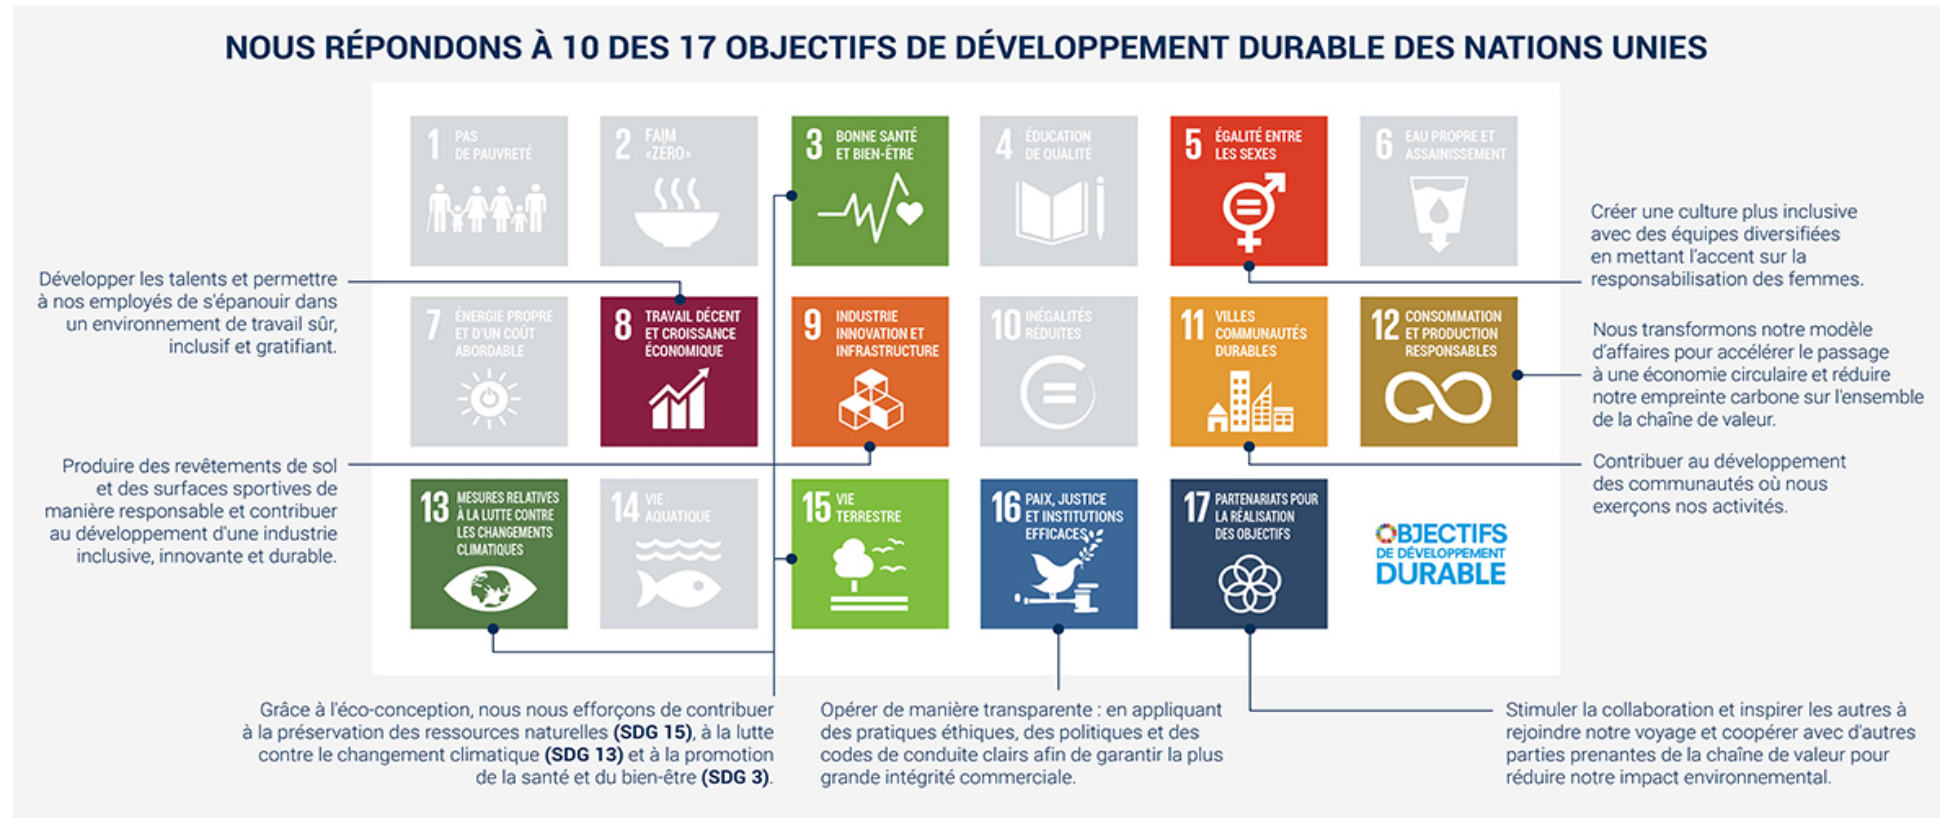 NOUS RÉPONDONS À 10 DES 17 OBJECTIFS DE DÉVELOPPEMENT DURABLE DES NATIONS UNIES
1 PAS
DE PAUVRETÉ
2 FAIM
«ZÉRO»
3 BONNE SANTÉ
ET BIEN-ÊTRE
4 ÉDUCATION
DE QUALITÉ
5 ÉGALITÉ ENTRE
LES SEXES
6 EAU PROPRE ET
ASSAINISSEMENT
7 ÉNERGIE PROPRE
ET D'UN COÛT
ABORDABLE
8 TRAVAIL DÉCENT
ET CROISSANCE
ÉCONOMIQUE
9 INDUSTRIE
INNOVATION ET
INFRASTRUCTURE
10 INÉGALITÉS
RÉDUITES
11 VILLES
COMMUNAUTÉS
DURABLES
12 CONSOMMATION
ET PRODUCTION
RESPONSABLES
13 MESURES RELATIVES
À LA LUTTE CONTRE
LES CHANGEMENTS
CLIMATIQUES
14 VIE
AQUATIQUE
15 VIE
TERRESTRE
16 PAIX, JUSTICE
ET INSTITUTIONS
EFFICACES
17 PARTENARIATS POUR
LA RÉALISATION
DES OBJECTIFS
OBJECTIFS
DE DÉVELOPPEMENT
DURABLE
Développer les talents et permettre
à nos employés de s'épanouir dans
un environnement de travail sûr,
inclusif et gratifiant.
Produire des revêtements de sol
et des surfaces sportives de
manière responsable et contribuer
au développement d'une industrie
inclusive, innovante et durable.
Créer une culture plus inclusive
avec des équipes diversifiées
en mettant l'accent sur la
responsabilisation des femmes.
Nous transformons notre modèle
d'affaires pour accélérer le passage
à une économie circulaire et réduire
notre empreinte carbone sur l'ensemble
de la chaîne de valeur.
Contribuer au développement
des communautés où nous
exerçons nos activités.
Grâce à l'éco-conception, nous nous efforçons de contribuer
à la préservation des ressources naturelles (SDG 15), à la lutte
contre le changement climatique (SDG 13) et à la promotion
de la santé et du bien-être (SDG 3).
Opérer de manière transparente : en appliquant
des pratiques éthiques, des politiques et des
codes de conduite clairs afin de garantir la plus
grande intégrité commerciale.
Stimuler la collaboration et inspirer les autres à
rejoindre notre voyage et coopérer avec d'autres
parties prenantes de la chaîne de valeur pour
réduire notre impact environnemental.